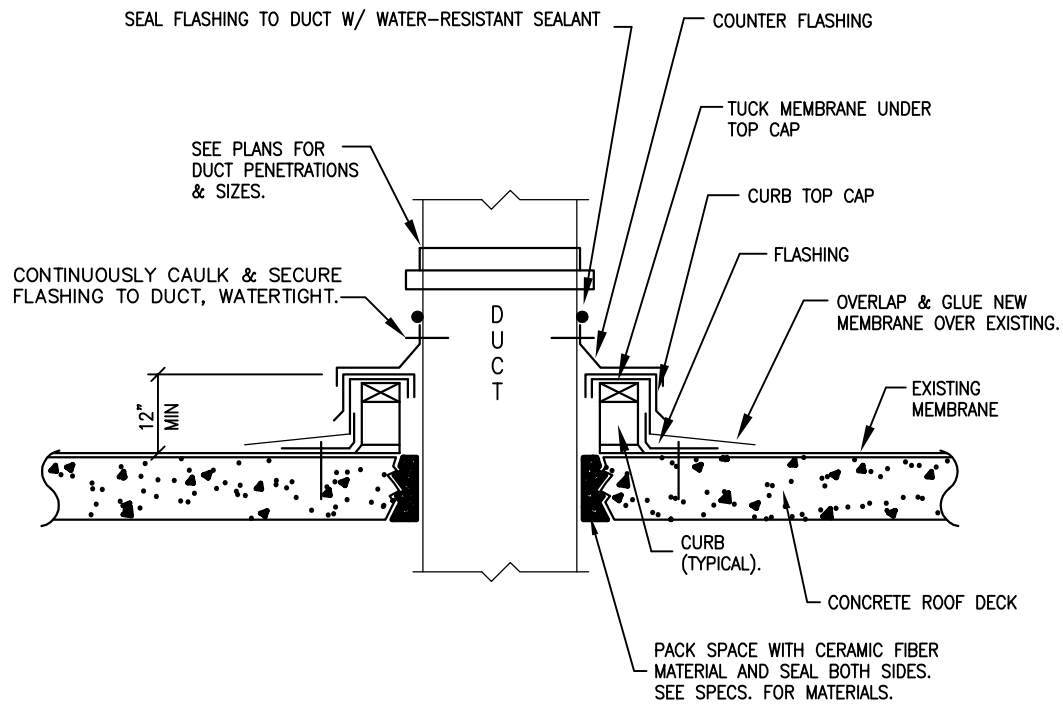 SEAL FLASHING TO DUCT W/ WATER-RESISTANT SEALANT
COUNTER FLASHING
TUCK MEMBRANE UNDER
TOP CAP
SEE PLANS FOR
DUCT PENETRATIONS
& SIZES.
CURB TOP CAP
FLASHING
CONTINUOUSLY CAULK & SECURE
FLASHING TO DUCT, WATERTIGHT.
OVERLAP & GLUE NEW
MEMBRANE OVER EXISTING.
DUCT
12"
MIN
EXISTING
MEMBRANE
CURB
(TYPICAL).
CONCRETE ROOF DECK
PACK SPACE WITH CERAMIC FIBER
MATERIAL AND SEAL BOTH SIDES.
SEE SPECS. FOR MATERIALS.